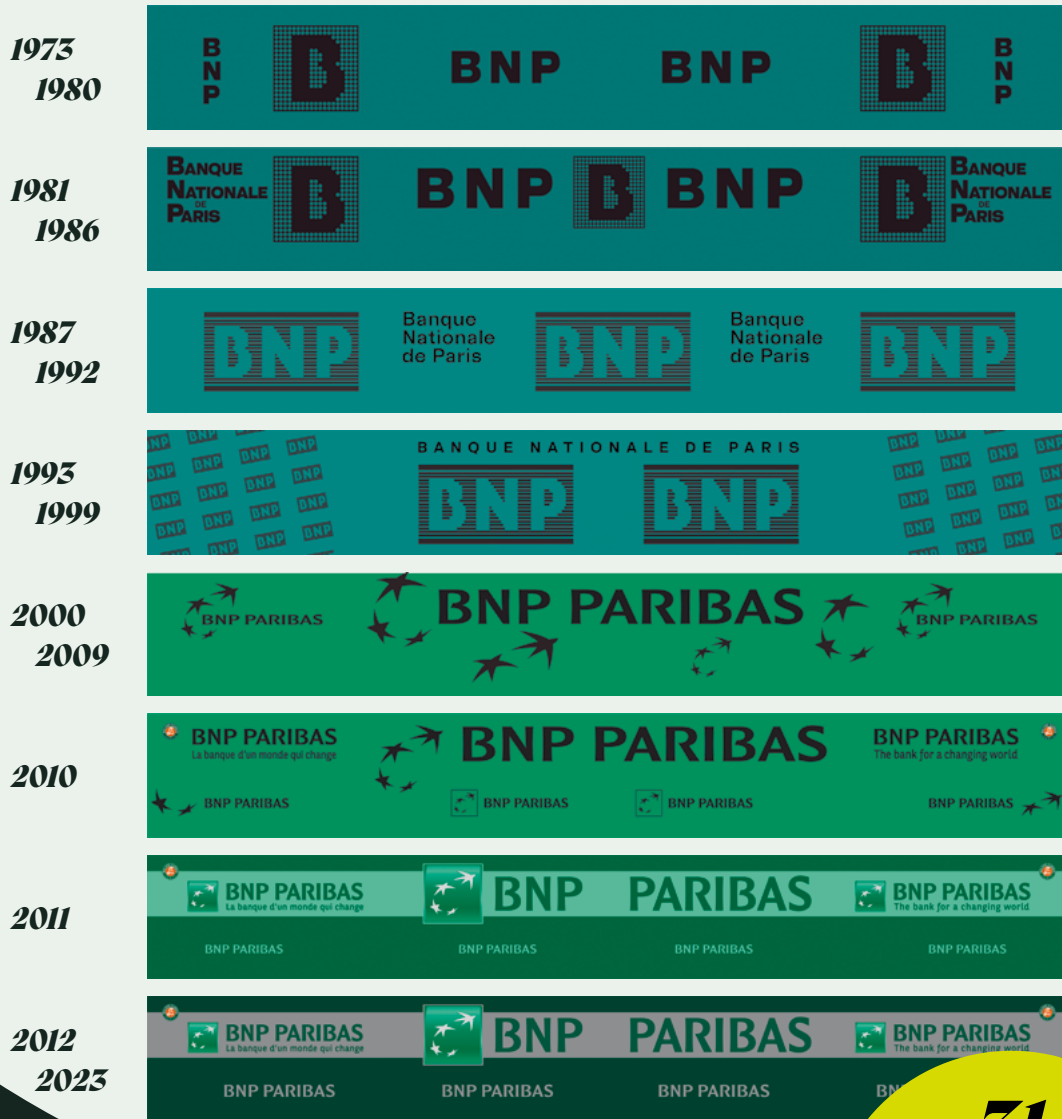 1973
1980
B
N
P
B
BNP
BNP
B
B
N
P
1981
1986
BANQUE
NATIONALE
DE
PARIS
B
BNP
B
BNP
B
BANQUE
NATIONALE
DE
PARIS
1987
1992
BNP
Banque
Nationale
de Paris
BNP
Banque
Nationale
de Paris
BNP
1993
1999
BANQUE NATIONALE DE PARIS
BNP
BNP
2000
2009
BNP PARIBAS
BNP PARIBAS
BNP PARIBAS
2010
BNP PARIBAS
La banque d'un monde qui change
BNP PARIBAS
BNP PARIBAS
The bank for a changing world
BNP PARIBAS
BNP PARIBAS
BNP PARIBAS
BNP PARIBAS
2011
BNP PARIBAS
La banque d'un monde qui change
BNP PARIBAS
BNP PARIBAS
The bank for a changing world
BNP PARIBAS
BNP PARIBAS
BNP PARIBAS
BNP PARIBAS
2012
2023
BNP PARIBAS
La banque d'un monde qui change
BNP PARIBAS
BNP PARIBAS
The bank for a changing world
BNP PARIBAS
BNP PARIBAS
BNP PARIBAS
31